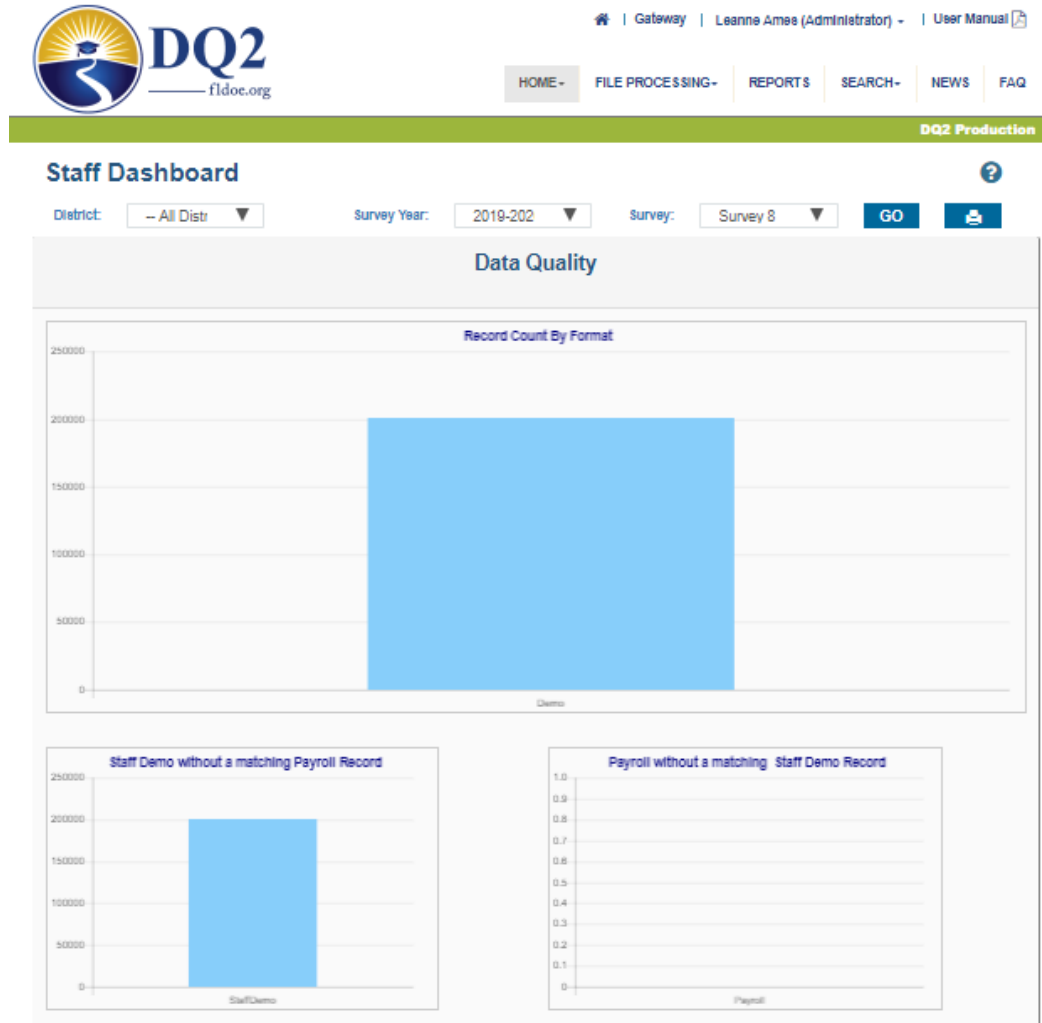 Gateway | Leanne Ames (Administrator) | User Manual
DQ2
fldoe.org
HOME FILE PROCESSING REPORTS SEARCH NEWS FAQ
DQ2 Production
Staff Dashboard ?
District: -- All Distr Survey Year: 2019-202 Survey: Survey 8 GO
Data Quality
Record Count By Format
250000
200000
150000
100000
50000
0
Demo
Staff Demo without a matching Payroll Record
250000
200000
150000
100000
50000
0
StaffDemo
Payroll without a matching Staff Demo Record
1.0
0.9
0.8
0.7
0.6
0.5
0.4
0.3
0.2
0.1
0
Payroll